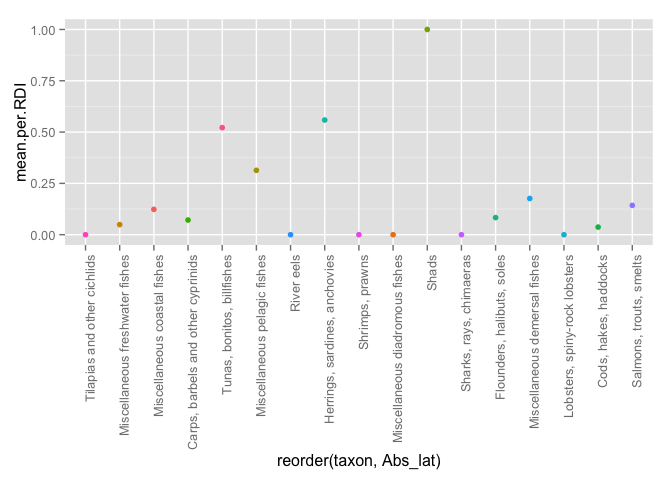 mean.per.RDI
1.00
0.75
0.50
0.25
0.00
Tilapias and other cichlids
Miscellaneous freshwater fishes
Miscellaneous coastal fishes
Carps, barbels and other cyprinids
Tunas, bonitos, billfishes
Miscellaneous pelagic fishes
River eels
Herrings, sardines, anchovies
Shrimps, prawns
Miscellaneous diadromous fishes
Shads
Sharks, rays, chimaeras
Flounders, halibuts, soles
Miscellaneous demersal fishes
Lobsters, spiny-rock lobsters
Cods, hakes, haddocks
Salmons, trouts, smelts
reorder(taxon, Abs_lat)